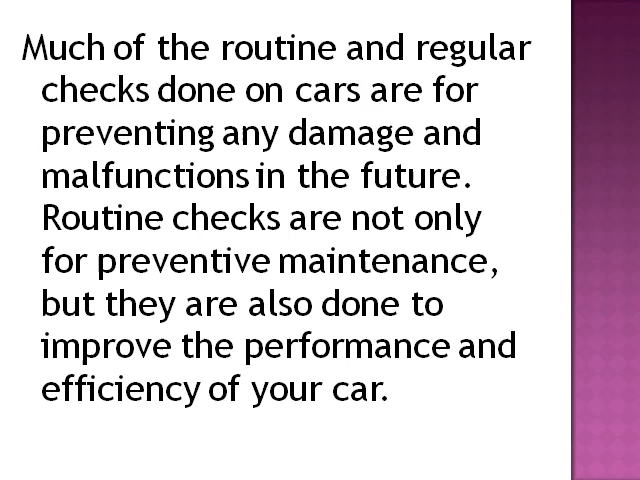 Much of the routine and regular
checks done on cars are for
preventing any damage and
malfunctions in the future.
Routine checks are not only
for preventive maintenance,
but they are also done to
improve the performance and
efficiency of your car.